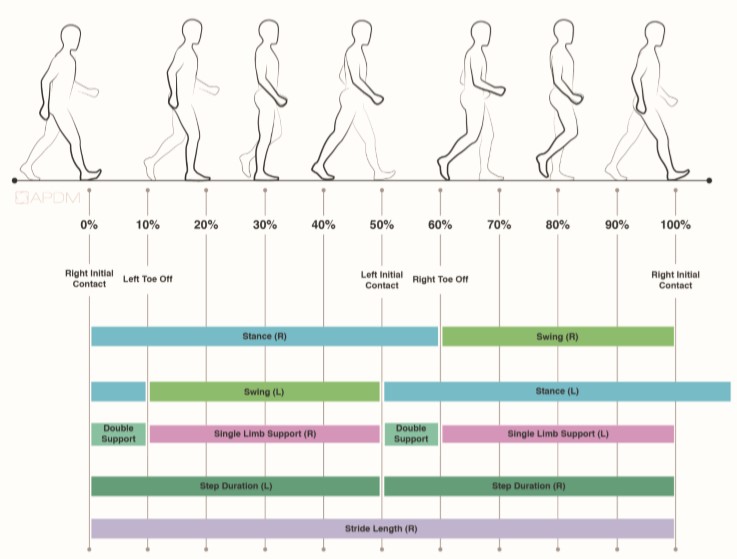 APDM
0% 10% 20% 30% 40% 50% 60% 70% 80% 90% 100%
Right Initial
Contact
Left Toe Off
Left Initial
Contact
Right Toe Off
Right Initial
Contact
Stance (R)
Swing (R)
Swing (L)
Stance (L)
Double
Support
Single Limb Support (R)
Double
Support
Single Limb Support (L)
Step Duration (L)
Step Duration (R)
Stride Length (R)